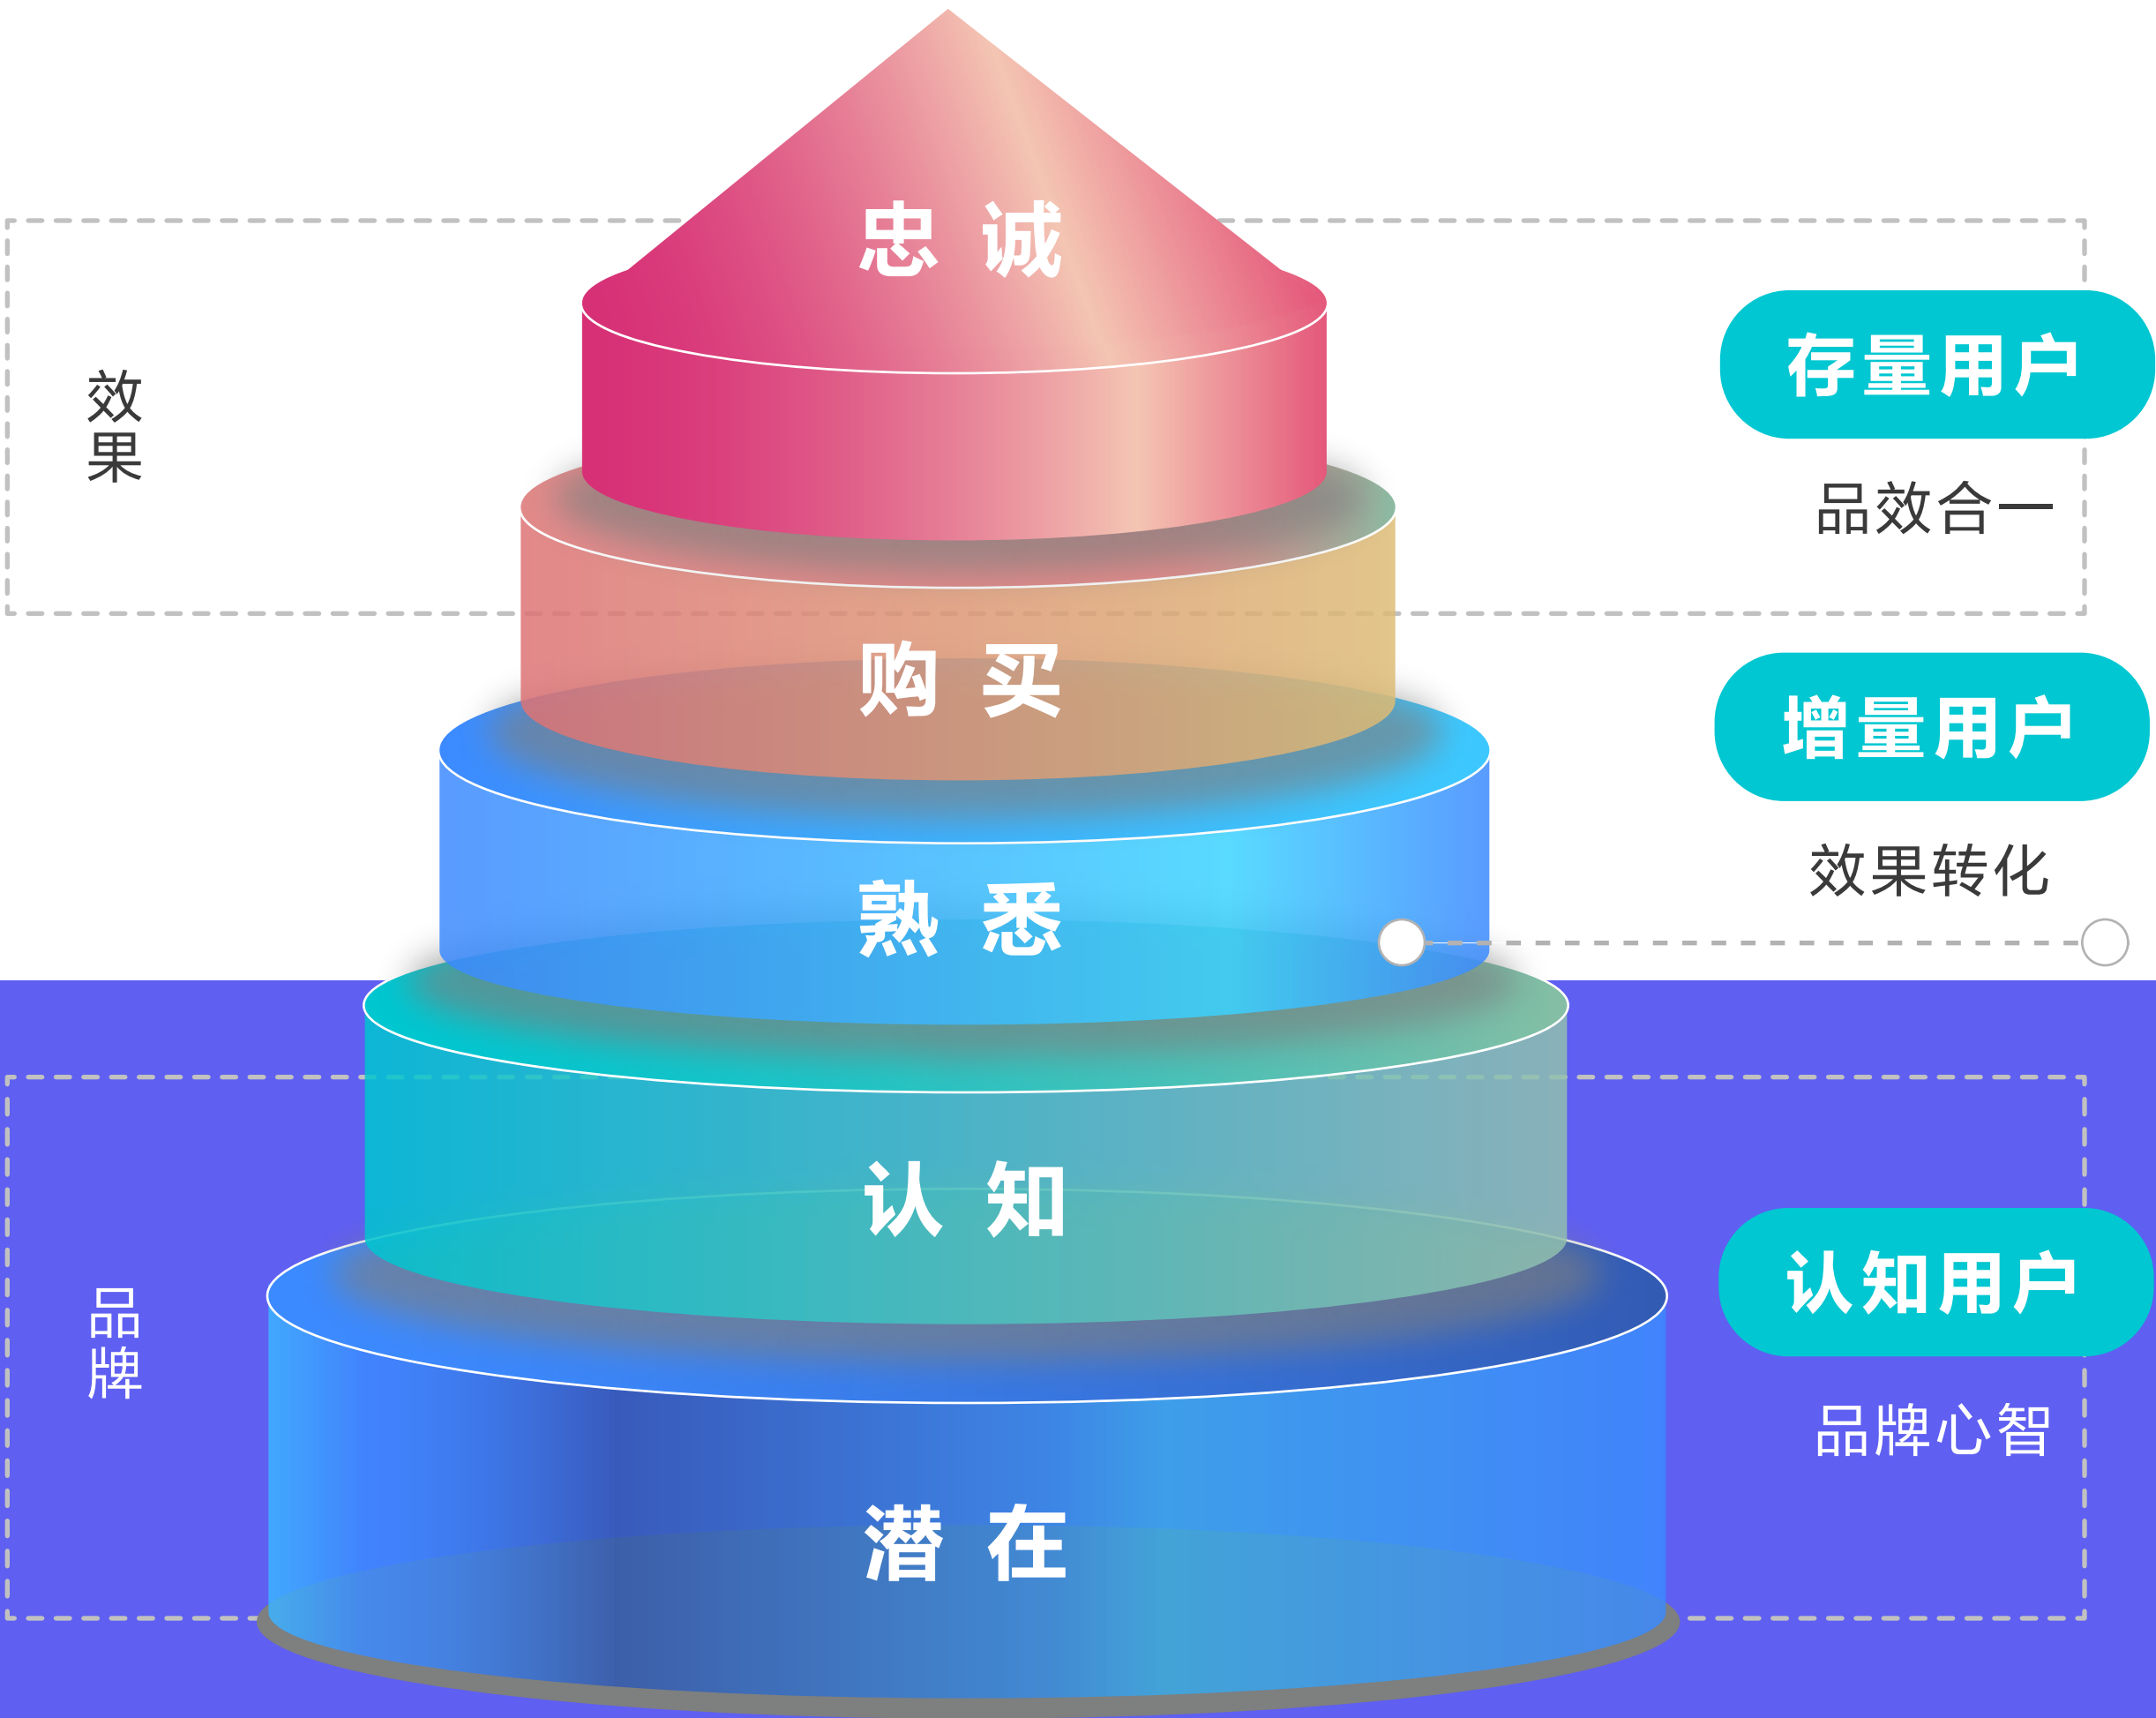 忠 诚
存量用户
效果
品效合一
购 买
增量用户
效果转化
熟 悉
认 知
认知用户
品牌
品牌心智
潜 在